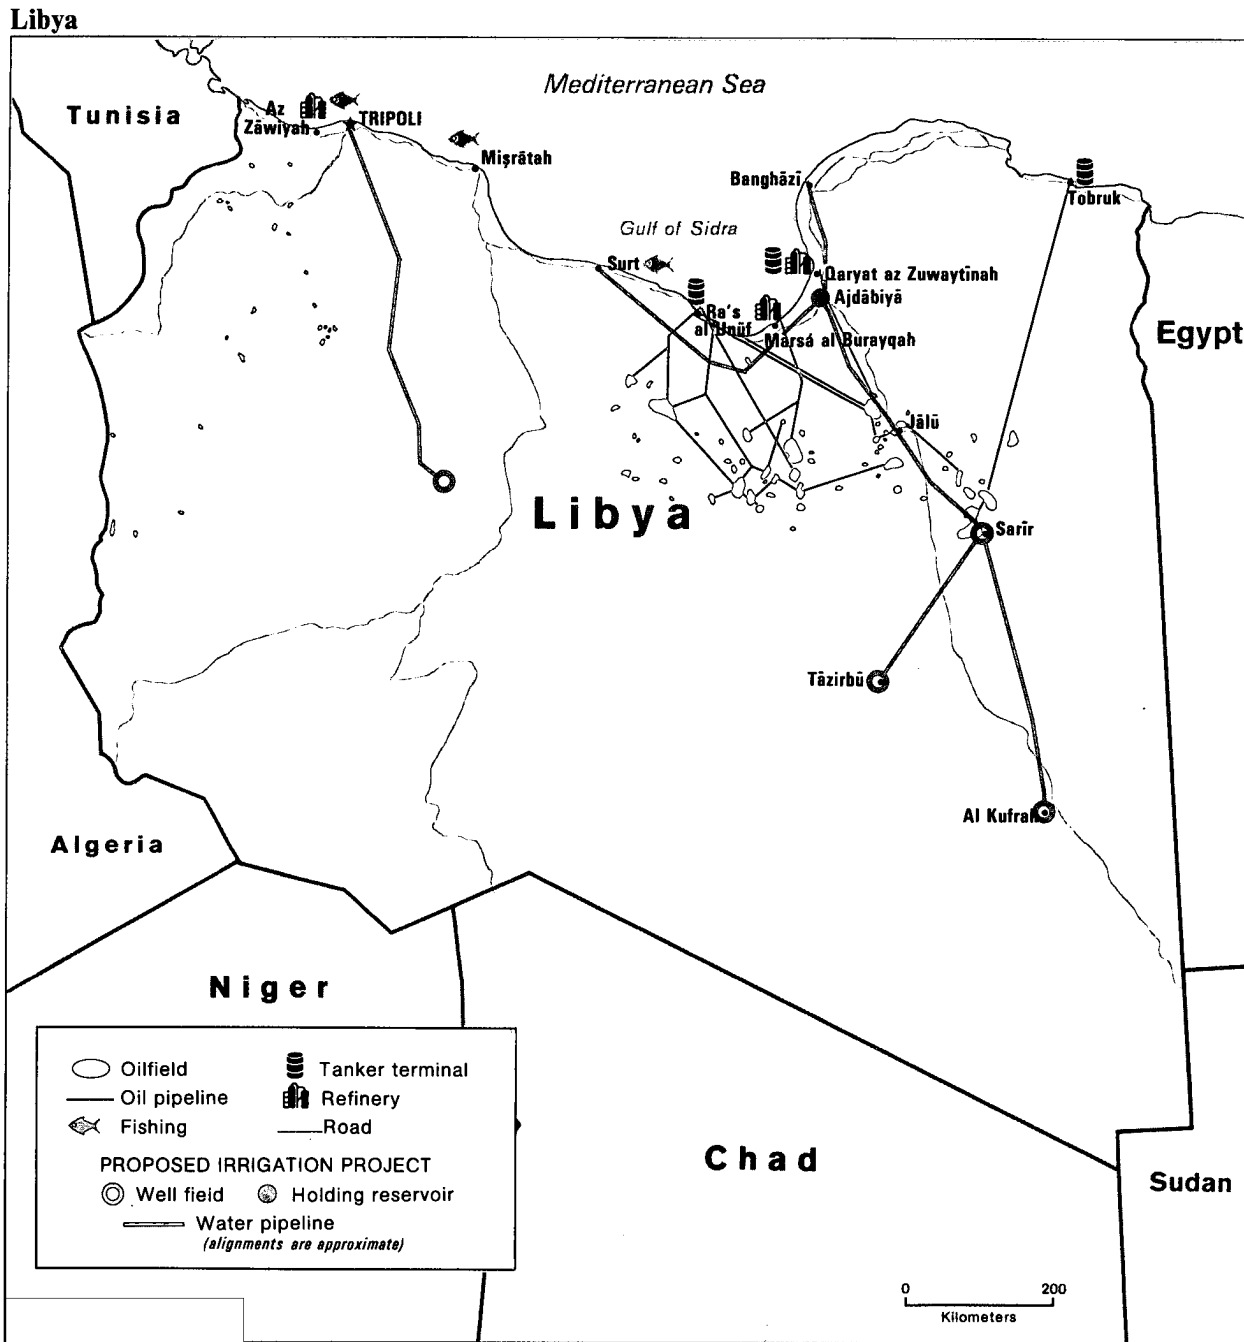 Libya
Mediterranean Sea
Tunisia
Az
Zāwiyah
TRIPOLI
Miṣrātah
Banghāzī
Tobruk
Gulf of Sidra
Surt
Qaryat az Zuwaytīnah
Ajdābiyā
Ra's
al Unūf
Marsá al Burayqah
Egypt
Jālū
Libya
Sarīr
Tāzirbū
Al Kufrah
Algeria
Niger
Chad
Sudan
Oilfield
Tanker terminal
Oil pipeline
Refinery
Fishing
Road
PROPOSED IRRIGATION PROJECT
Well field
Holding reservoir
Water pipeline
(alignments are approximate)
0 200
Kilometers